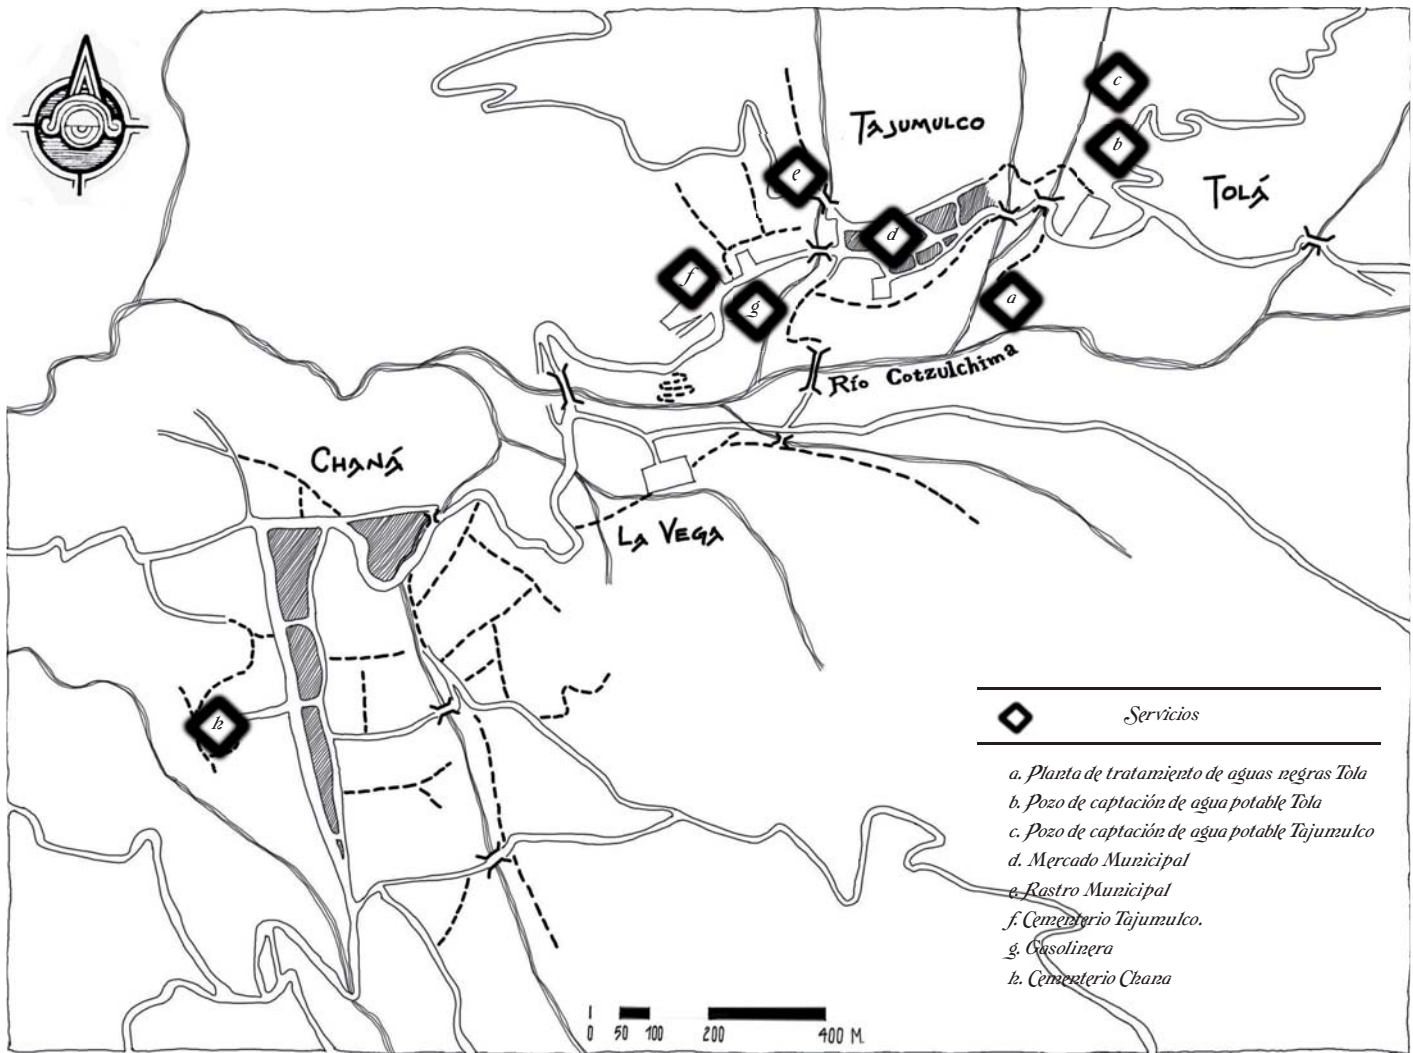 c
TAJUMULCO
b
e
TOLÁ
d
f
g
a
Río Cotzulchima
CHANÁ
LA VEGA
h
Servicios
a. Planta de tratamiento de aguas negras Tola
b. Pozo de captación de agua potable Tola
c. Pozo de captación de agua potable Tajumulco
d. Mercado Municipal
e. Rastro Municipal
f. Cementerio Tajumulco.
g. Gasolinera
h. Cementerio Chana
0 50 100 200 400 M.